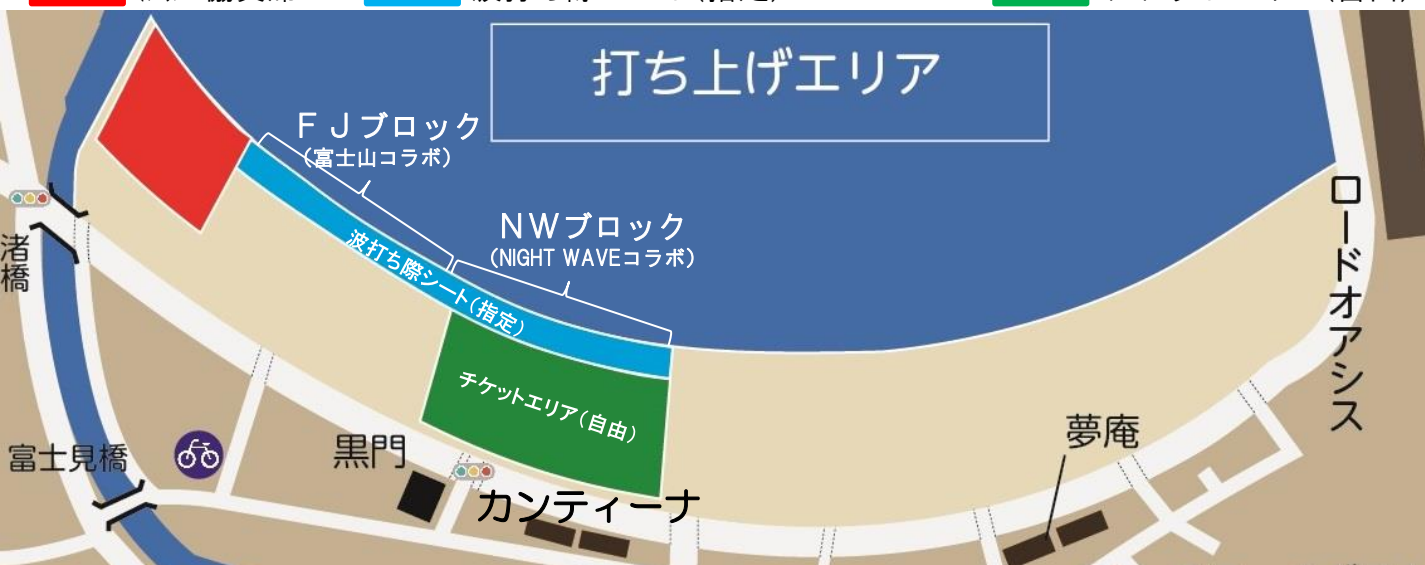 打ち上げエリア
FJブロック
（富士山コラボ）
NWブロック
（NIGHT WAVEコラボ）
波打ち際シート（指定）
チケットエリア（自由）
渚橋
富士見橋
黒門
カンティーナ
夢庵
ロードオアシス